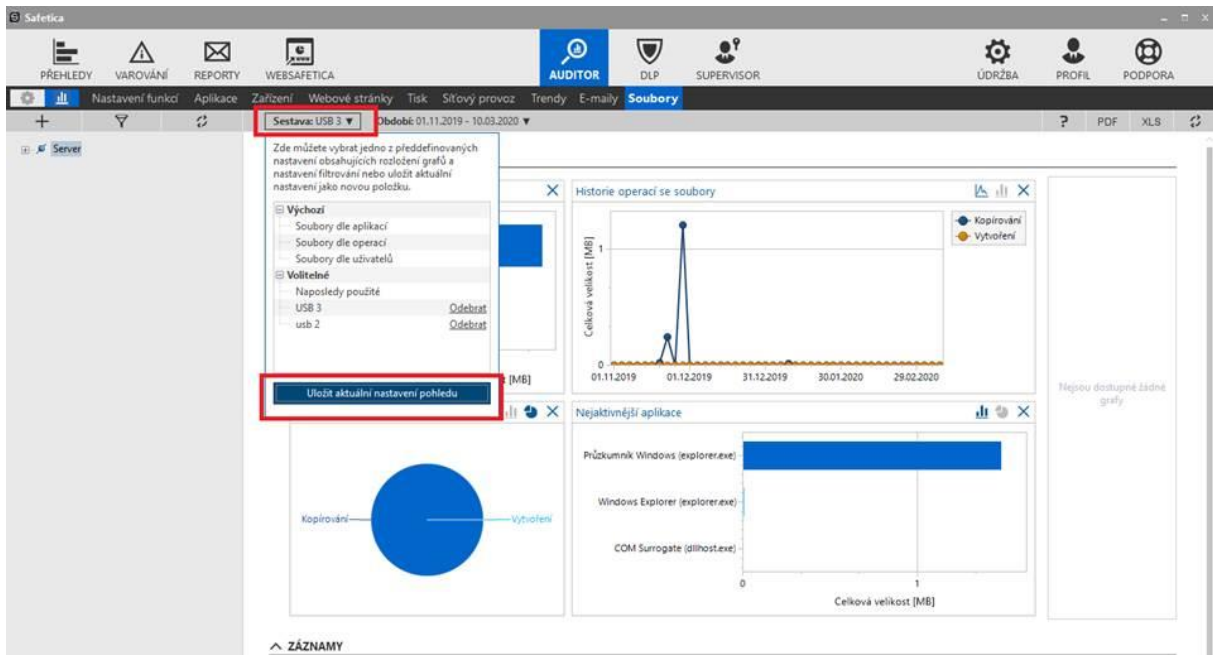 Safetica
PŘEHLEDY VAROVÁNÍ REPORTY WEBSAFETICA AUDITOR DLP SUPERVISOR ÚDRŽBA PROFIL PODPORA
Nastavení funkcí Aplikace Zařízení Webové stránky Tisk Síťový provoz Trendy E-maily Soubory
Sestava: USB 3 ▼ Období: 01.11.2019 - 10.03.2020 ▼ ? PDF XLS
Server
Zde můžete vybrat jedno z předdefinovaných
nastavení obsahujících rozložení grafů a
nastavení filtrování nebo uložit aktuální
nastavení jako novou položku.
Výchozí
Soubory dle aplikací
Soubory dle operací
Soubory dle uživatelů
Volitelné
Naposledy použité
USB 3 Odebrat
usb 2 Odebrat
Uložit aktuální nastavení pohledu
[MB]
Historie operací se soubory
Kopírování
Vytvoření
Celková velikost [MB]
1
0
01.11.2019 01.12.2019 31.12.2019 30.01.2020 29.02.2020
Nejsou dostupné žádné
grafy
Kopírování
Vytvoření
Nejaktivnější aplikace
Průzkumník Windows (explorer.exe)
Windows Explorer (explorer.exe)
COM Surrogate (dllhost.exe)
0 1
Celková velikost [MB]
ZÁZNAMY